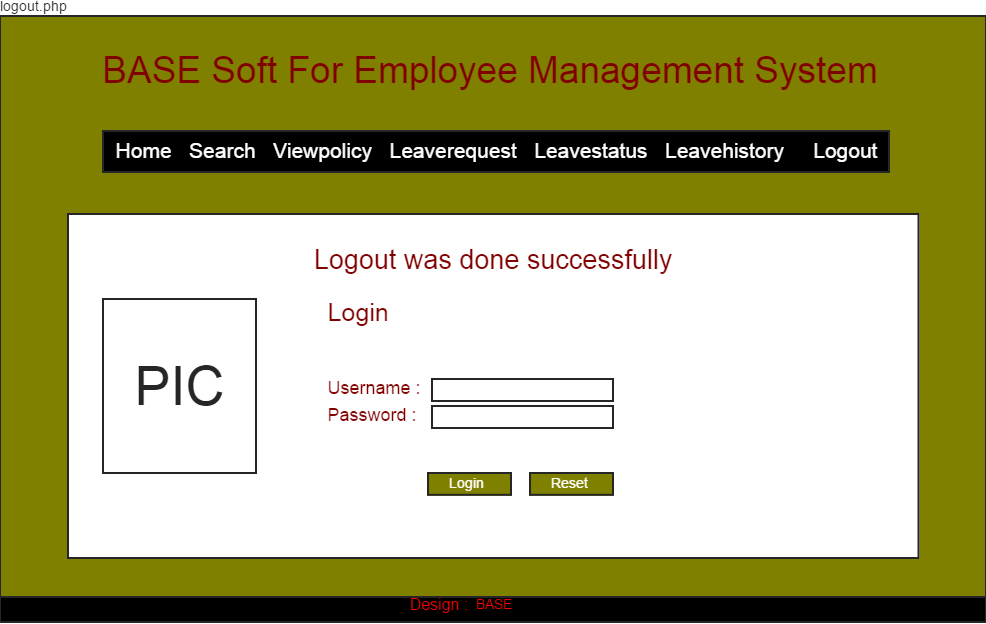 logout.php
BASE Soft For Employee Management System
Home Search Viewpolicy Leaverequest Leavestatus Leavehistory Logout
Logout was done successfully
Login
PIC
Username :
Password :
Login Reset
Design : BASE